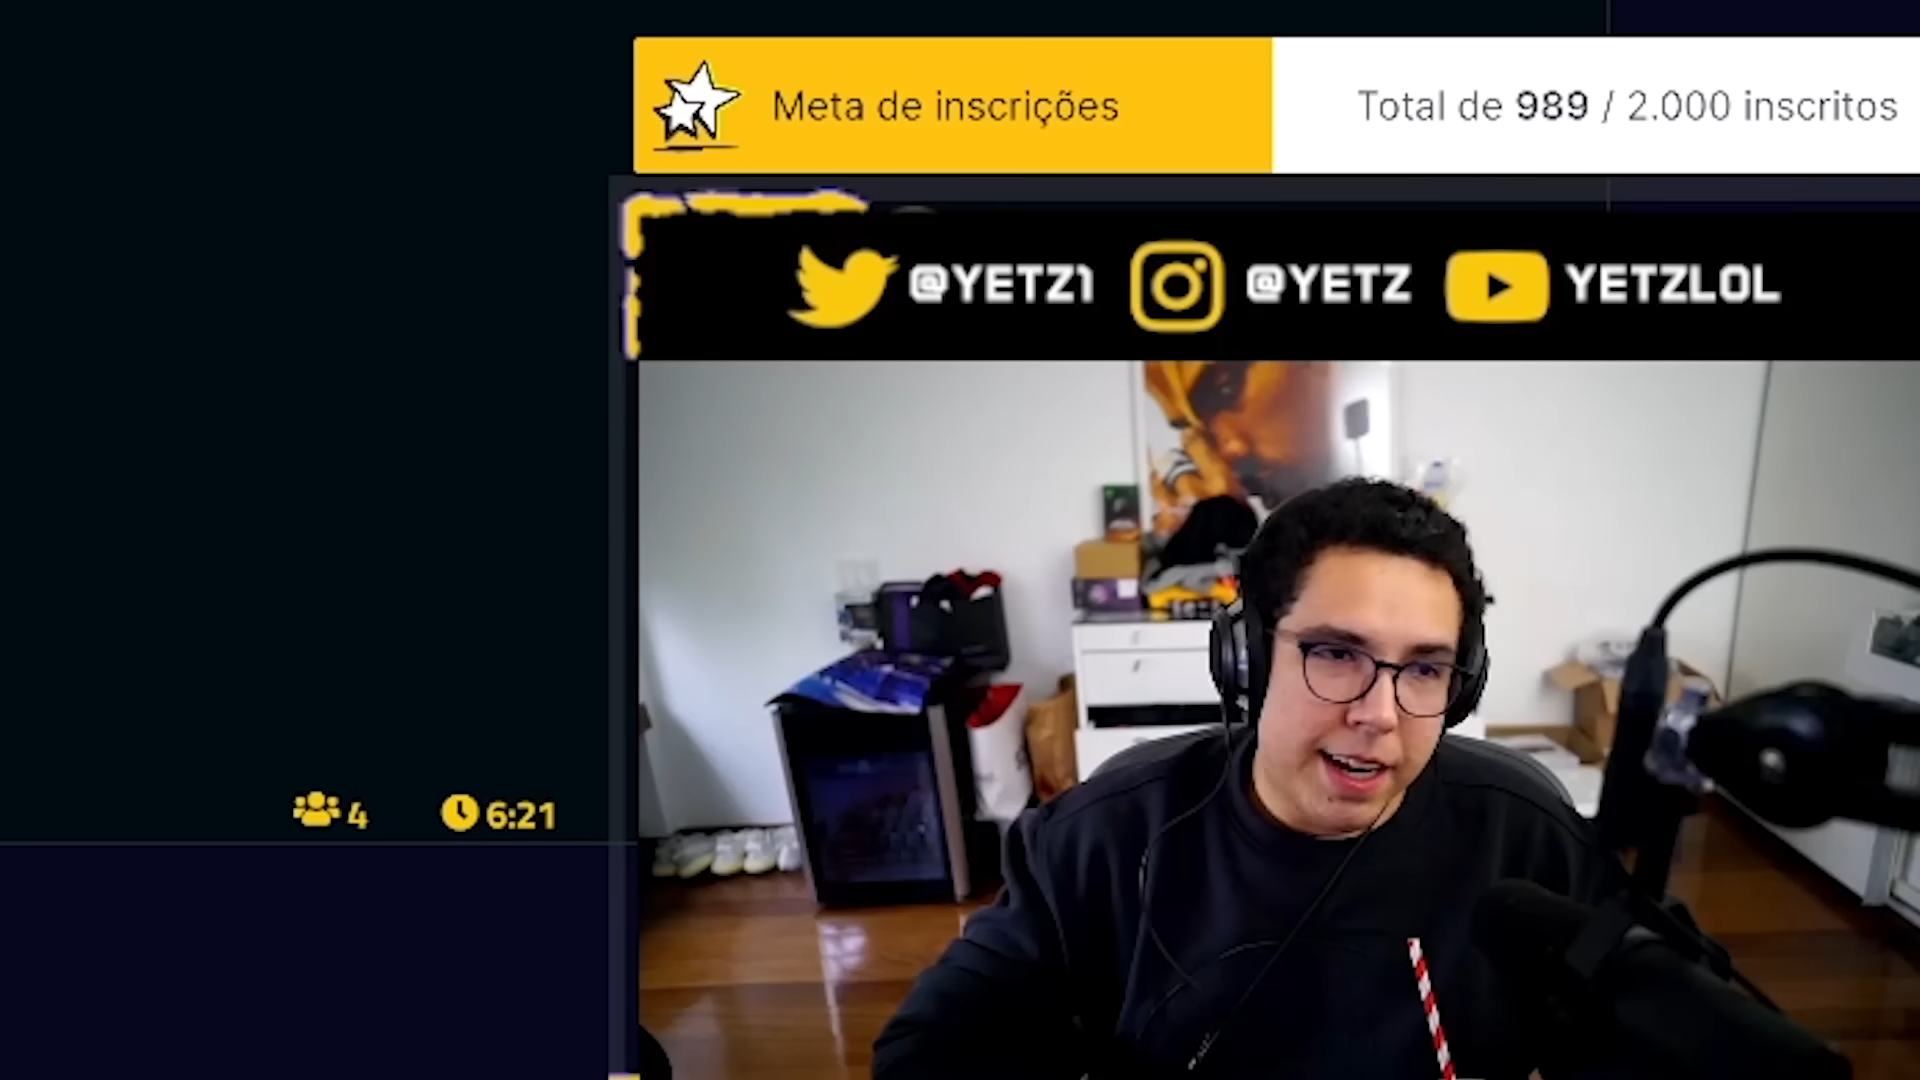 Meta de inscrições
Total de 989 / 2.000 inscritos
@YETZ1 @YETZ YETZLOL
4 6:21